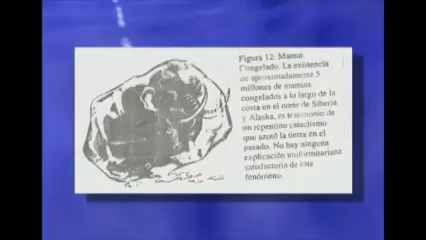 Figura 12: Mamut
Congelado. La existencia
de aproximadamente 5
millones de mamuts
congelados a lo largo de la
costa en el norte de Siberia
y Alaska, es testimonio de
un repentino cataclismo
que azotó la tierra en el
pasado. No hay ninguna
explicación uniformitariana
satisfactoria de este
fenómeno.